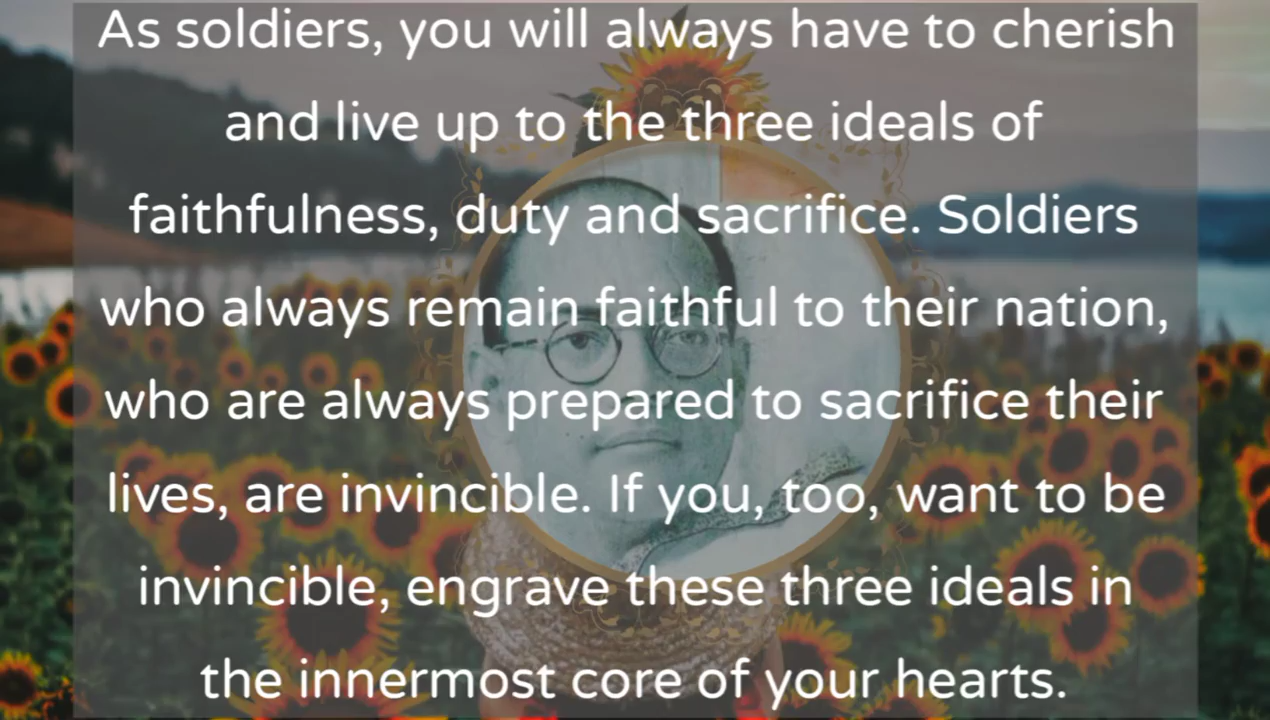 As soldiers, you will always have to cherish
and live up to the three ideals of
faithfulness, duty and sacrifice. Soldiers
who always remain faithful to their nation,
who are always prepared to sacrifice their
lives, are invincible. If you, too, want to be
invincible, engrave these three ideals in
the innermost core of your hearts.